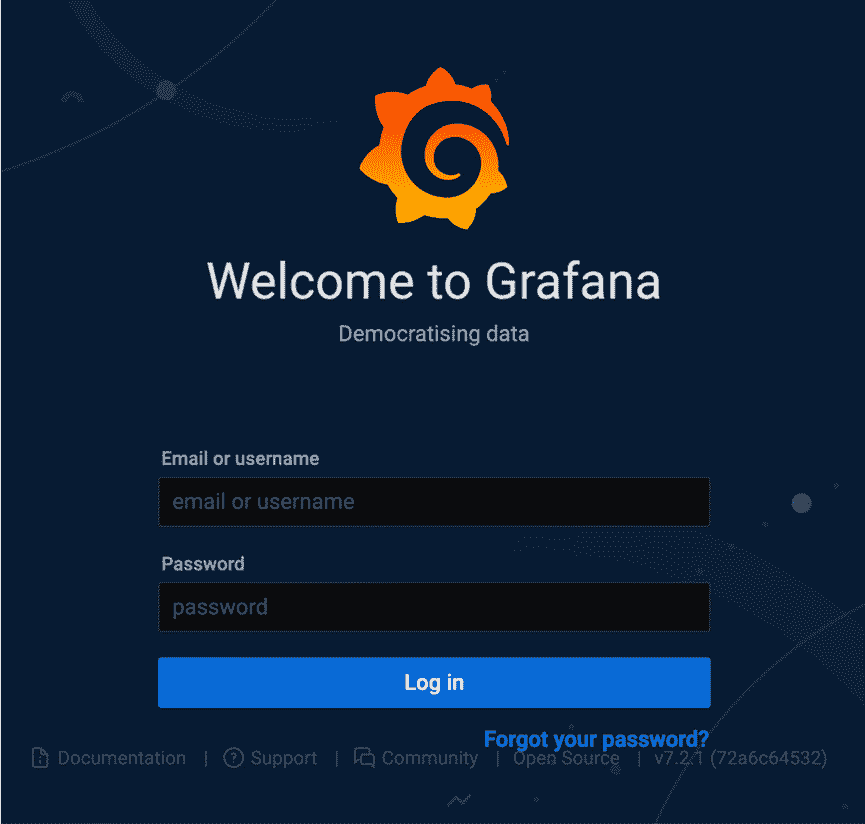 Welcome to Grafana
Democratising data
Email or username
email or username
Password
password
Log in
Forgot your password?
Documentation | Support | Community | Open Source | v7.2.1 (72a6c64532)